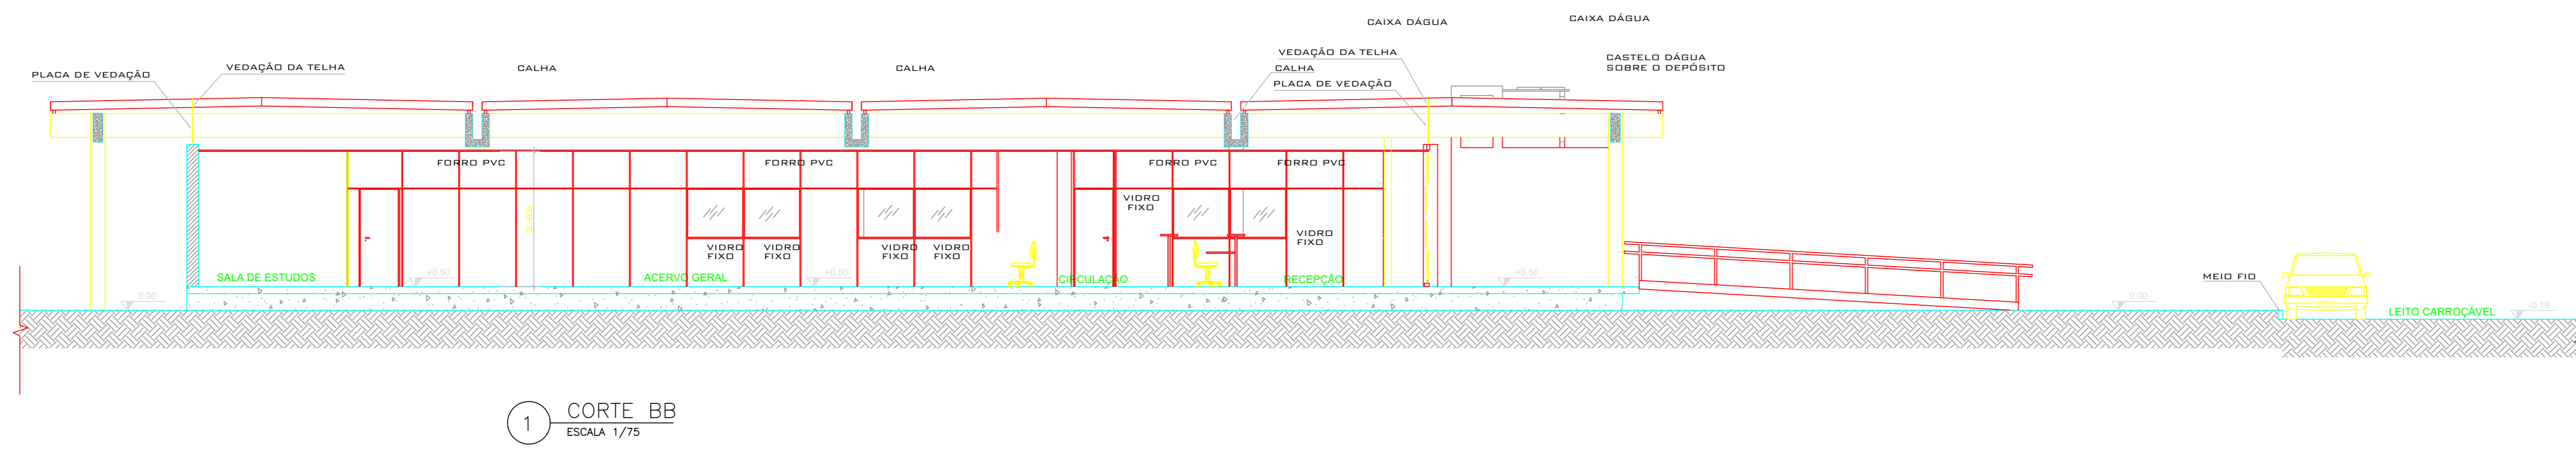 CAIXA DÁGUA
CAIXA DÁGUA
PLACA DE VEDAÇÃO
VEDAÇÃO DA TELHA
CALHA
CALHA
VEDAÇÃO DA TELHA
CALHA
PLACA DE VEDAÇÃO
CASTELO DÁGUA
SOBRE O DEPÓSITO
FORRO PVC
FORRO PVC
FORRO PVC
FORRO PVC
2.85
VIDRO
FIXO
VIDRO
FIXO
VIDRO
FIXO
VIDRO
FIXO
VIDRO
FIXO
VIDRO
FIXO
SALA DE ESTUDOS
+0.50
ACERVO GERAL
+0.50
CIRCULAÇÃO
RECEPÇÃO
+0.50
0.00
0.00
MEIO FIO
LEITO CARROÇÁVEL
-0.19
1
CORTE BB
ESCALA 1/75